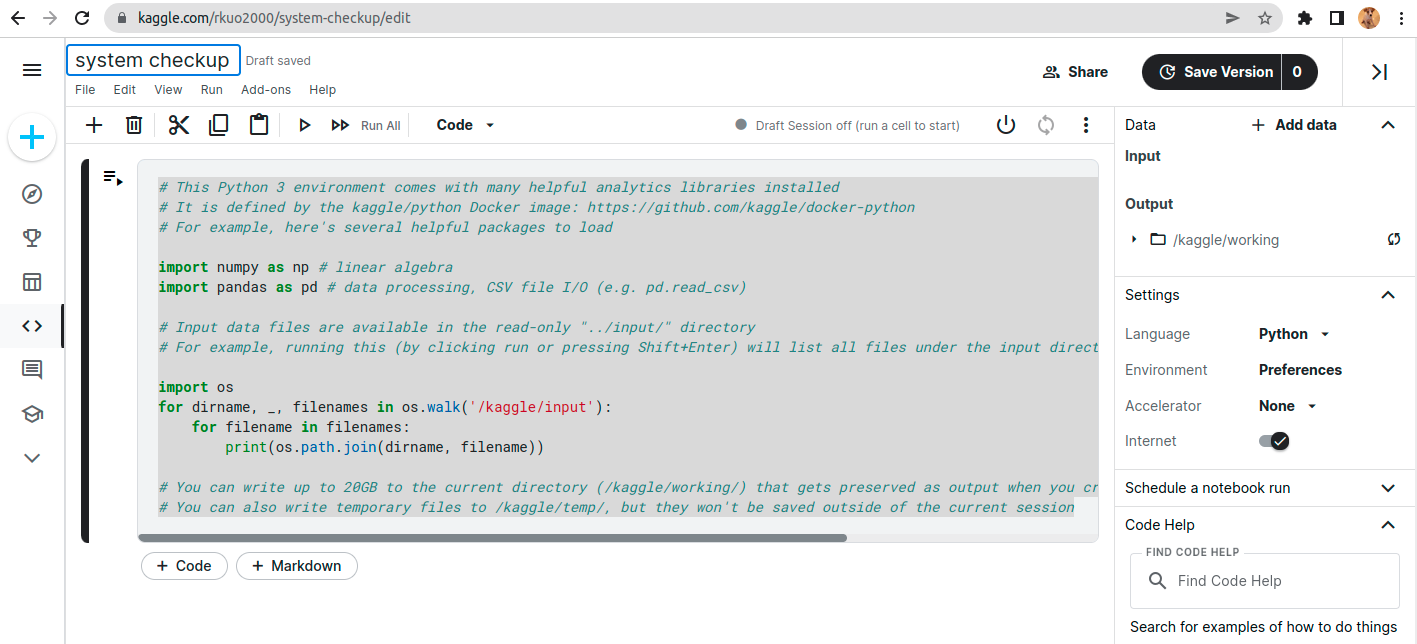 kaggle.com/rkuo2000/system-checkup/edit
system checkup Draft saved
File Edit View Run Add-ons Help
Share
Save Version 0
Run All Code
Draft Session off (run a cell to start)
# This Python 3 environment comes with many helpful analytics libraries installed
# It is defined by the kaggle/python Docker image: https://github.com/kaggle/docker-python
# For example, here's several helpful packages to load
import numpy as np # linear algebra
import pandas as pd # data processing, CSV file I/O (e.g. pd.read_csv)
# Input data files are available in the read-only "../input/" directory
# For example, running this (by clicking run or pressing Shift+Enter) will list all files under the input direct
import os
for dirname, _, filenames in os.walk('/kaggle/input'):
    for filename in filenames:
        print(os.path.join(dirname, filename))
# You can write up to 20GB to the current directory (/kaggle/working/) that gets preserved as output when you cr
# You can also write temporary files to /kaggle/temp/, but they won't be saved outside of the current session
+ Code + Markdown
Data + Add data
Input
Output
/kaggle/working
Settings
Language Python
Environment Preferences
Accelerator None
Internet
Schedule a notebook run
Code Help
FIND CODE HELP
Find Code Help
Search for examples of how to do things